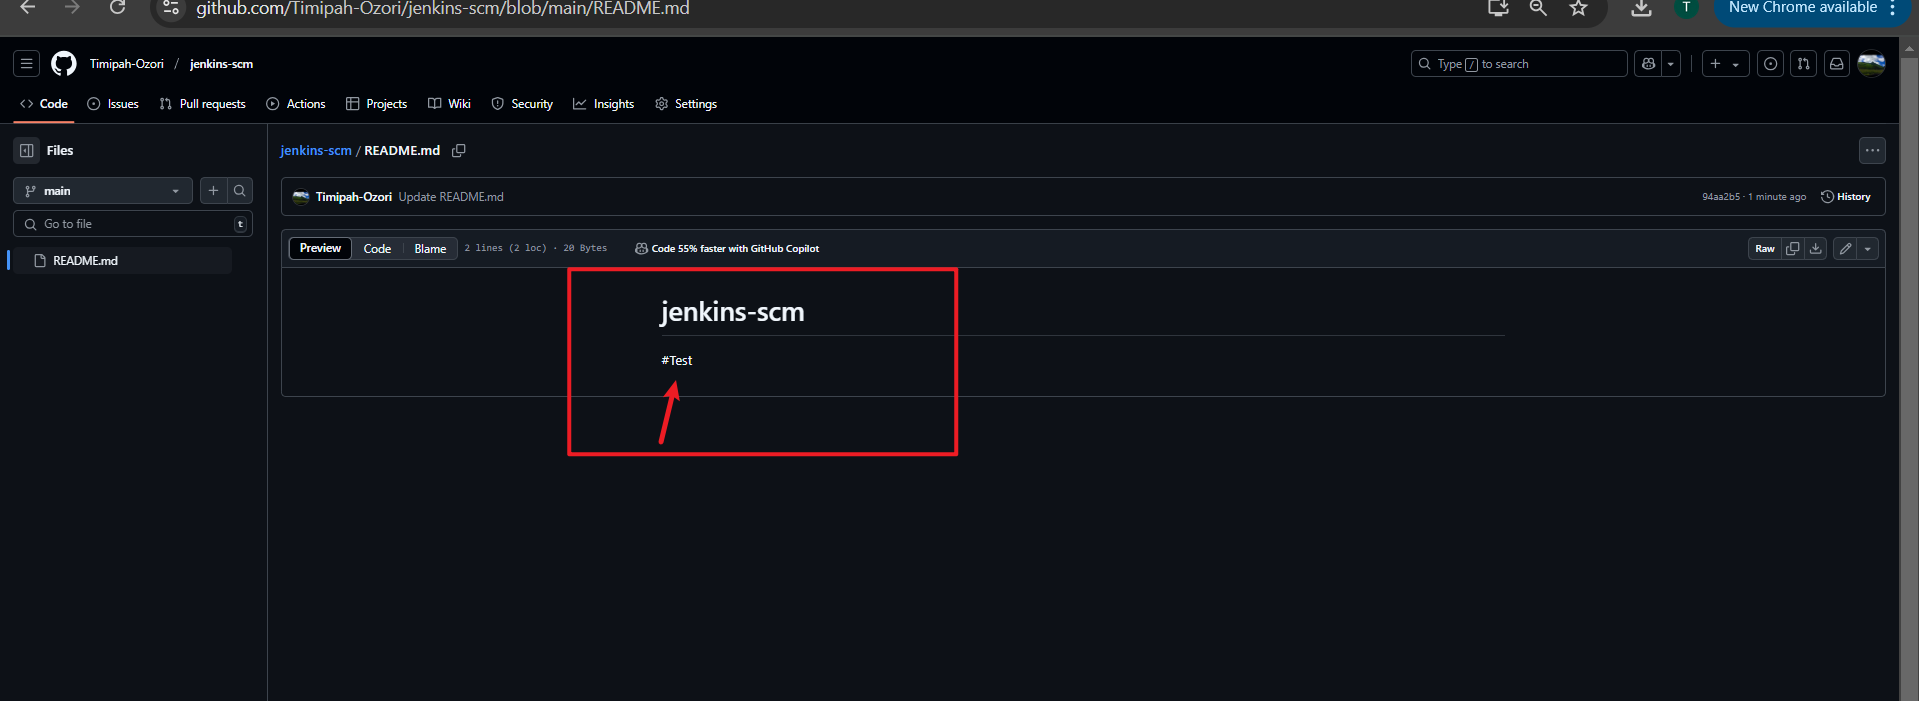 github.com/Timipah-Ozori/jenkins-scm/blob/main/README.md
T
New Chrome available
Timipah-Ozori / jenkins-scm
Type / to search
Code
Issues
Pull requests
Actions
Projects
Wiki
Security
Insights
Settings
Files
main
Go to file
t
README.md
jenkins-scm / README.md
Timipah-Ozori Update README.md
94aa2b5 · 1 minute ago
History
Preview
Code
Blame
2 lines (2 loc) · 20 Bytes
Code 55% faster with GitHub Copilot
Raw
jenkins-scm
#Test